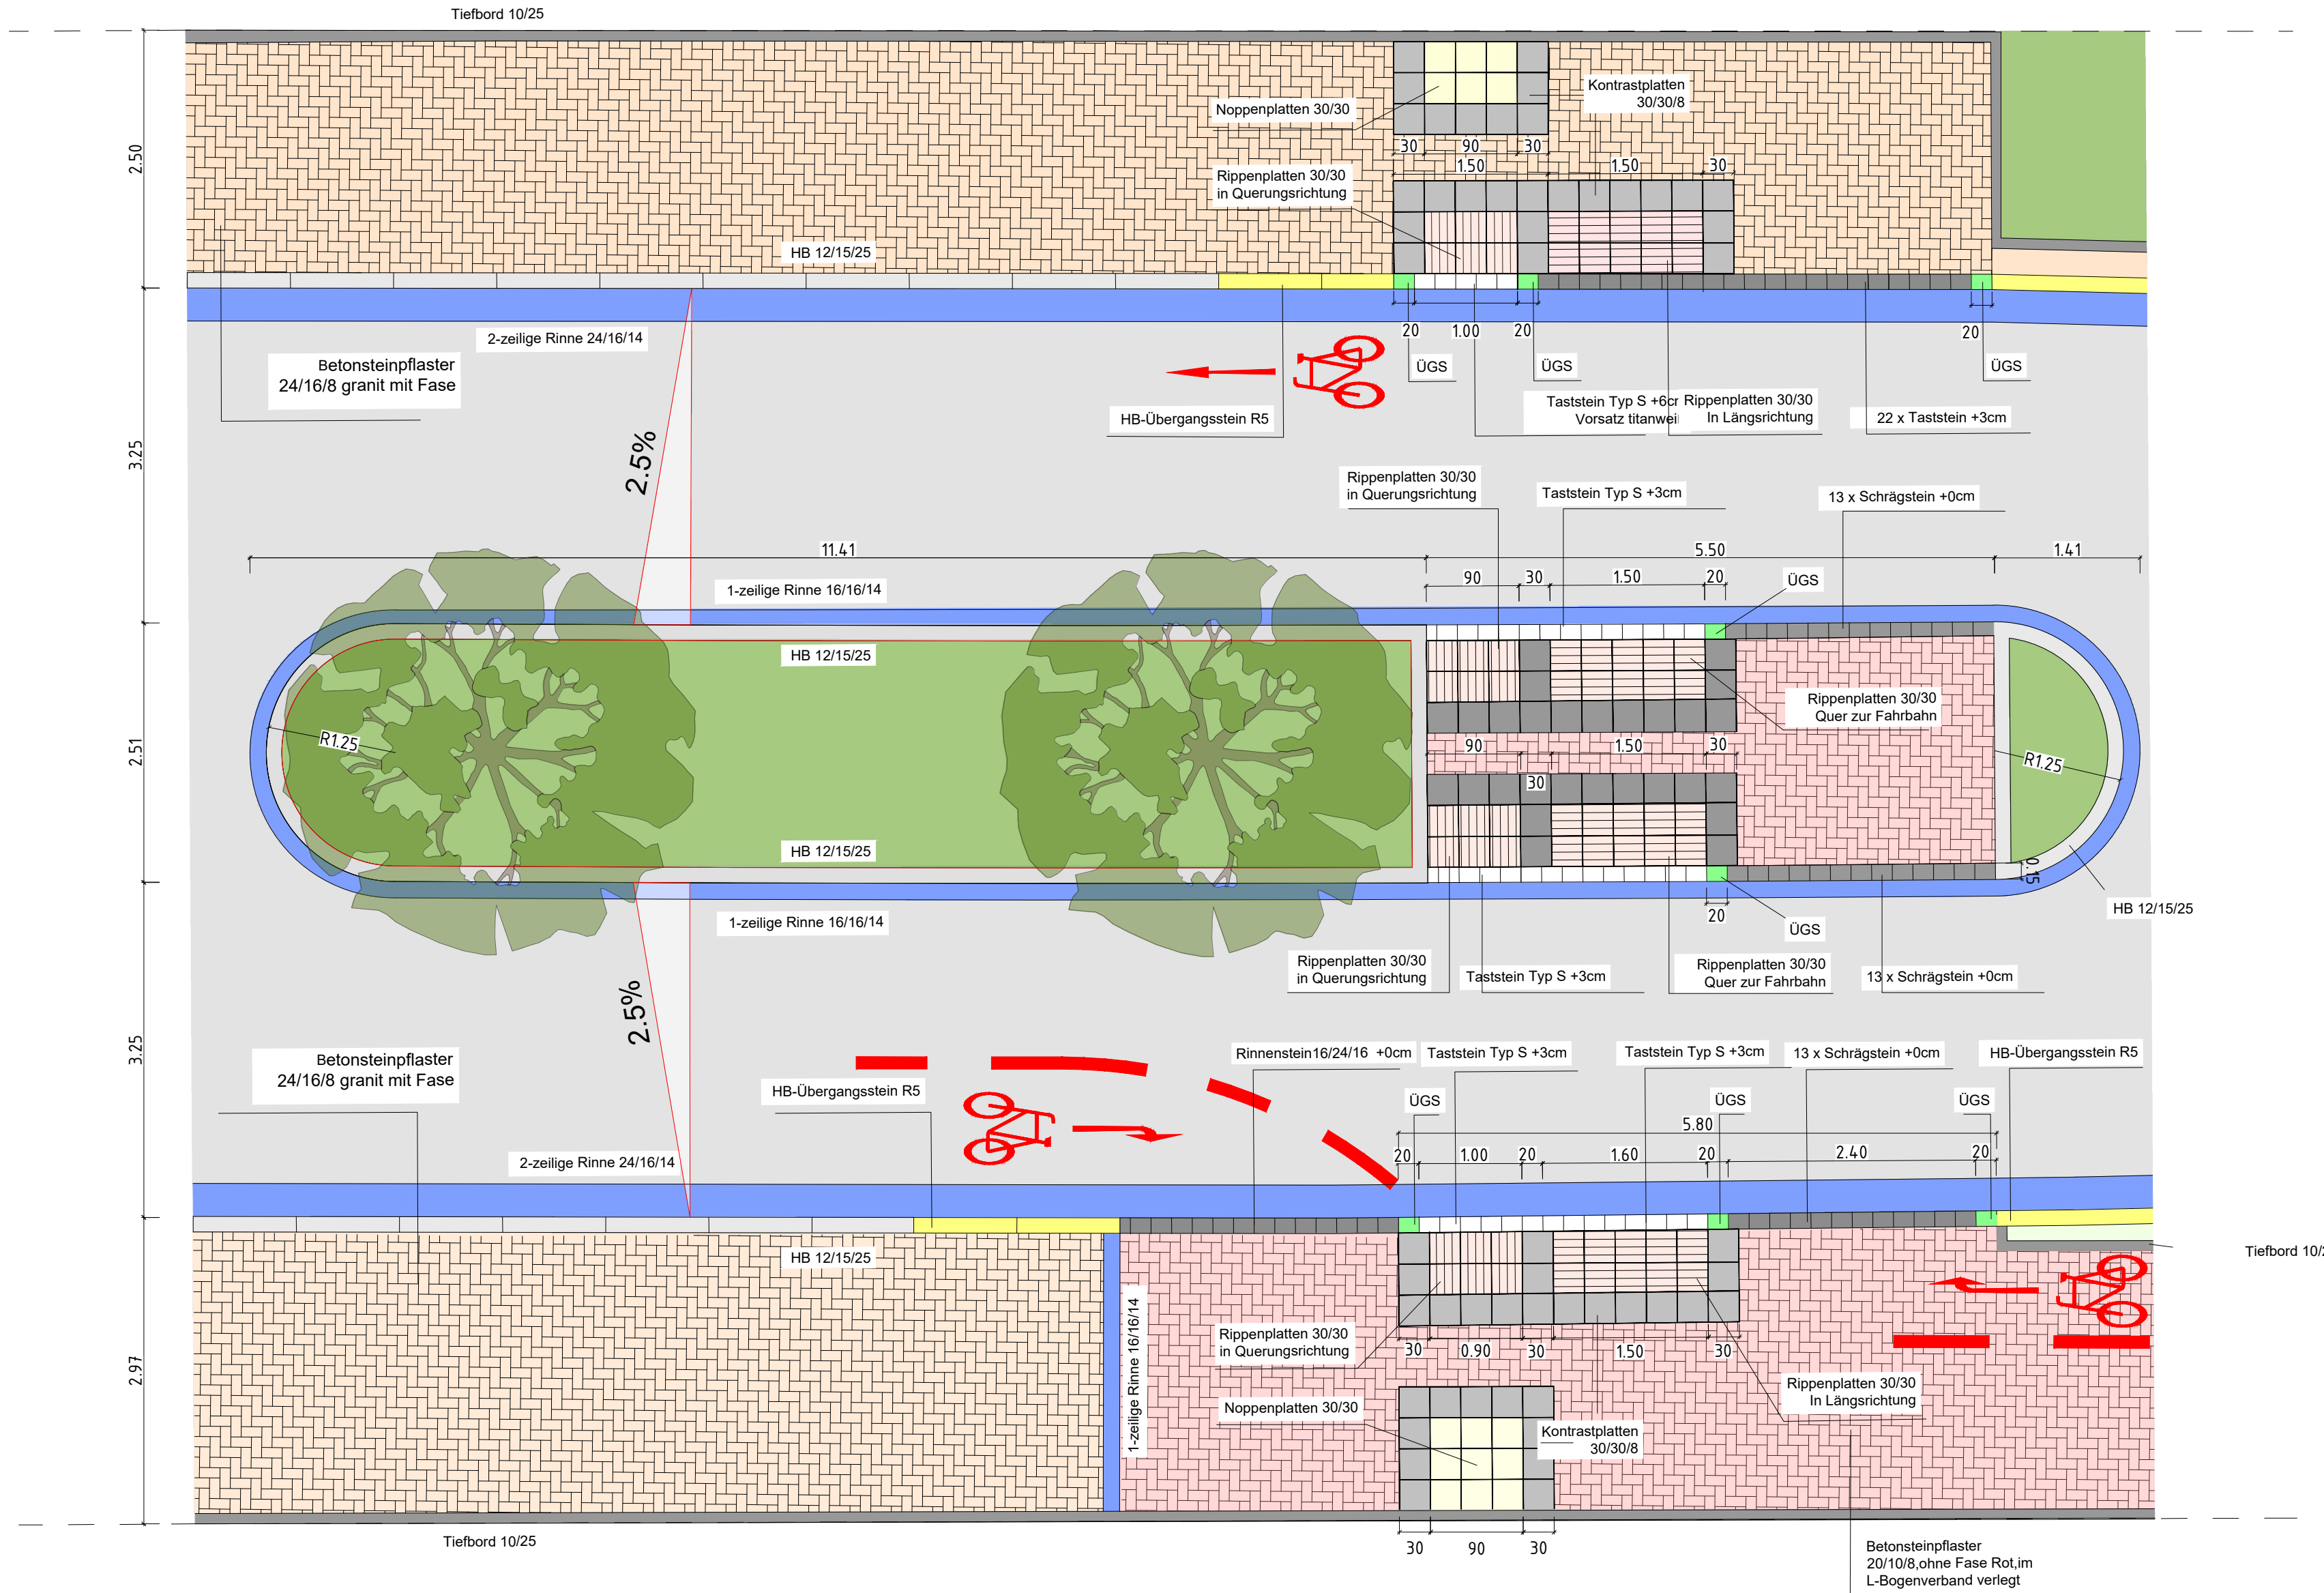 Tiefbord 10/25
Noppenplatten 30/30
Kontrastplatten
30/30/8
30
90
30
2.50
1.50
1.50
30
Rippenplatten 30/30
in Querungsrichtung
HB 12/15/25
2-zeilige Rinne 24/16/14
20
1.00
20
20
ÜGS
ÜGS
ÜGS
Betonsteinpflaster
24/16/8 granit mit Fase
HB-Übergangsstein R5
Taststein Typ S +6cm
Vorsatz titanwei
Rippenplatten 30/30
In Längsrichtung
22 x Taststein +3cm
3.25
2.5%
Rippenplatten 30/30
in Querungsrichtung
Taststein Typ S +3cm
13 x Schrägstein +0cm
11.41
5.50
1.41
90
30
1.50
20
ÜGS
1-zeilige Rinne 16/16/14
HB 12/15/25
Rippenplatten 30/30
Quer zur Fahrbahn
R1.25
2.51
90
1.50
30
30
R1.25
HB 12/15/25
0.15
HB 12/15/25
1-zeilige Rinne 16/16/14
20
ÜGS
Rippenplatten 30/30
in Querungsrichtung
Taststein Typ S +3cm
Rippenplatten 30/30
Quer zur Fahrbahn
13 x Schrägstein +0cm
2.5%
3.25
Betonsteinpflaster
24/16/8 granit mit Fase
HB-Übergangsstein R5
Rinnenstein16/24/16 +0cm
Taststein Typ S +3cm
Taststein Typ S +3cm
13 x Schrägstein +0cm
HB-Übergangsstein R5
ÜGS
ÜGS
ÜGS
5.80
20
1.00
20
1.60
20
2.40
20
2-zeilige Rinne 24/16/14
HB 12/15/25
Tiefbord 10/2
1-zeilige Rinne 16/16/14
Rippenplatten 30/30
in Querungsrichtung
30
0.90
30
1.50
30
2.97
Noppenplatten 30/30
Rippenplatten 30/30
In Längsrichtung
Kontrastplatten
30/30/8
Tiefbord 10/25
30
90
30
Betonsteinpflaster
20/10/8,ohne Fase Rot,im
L-Bogenverband verlegt